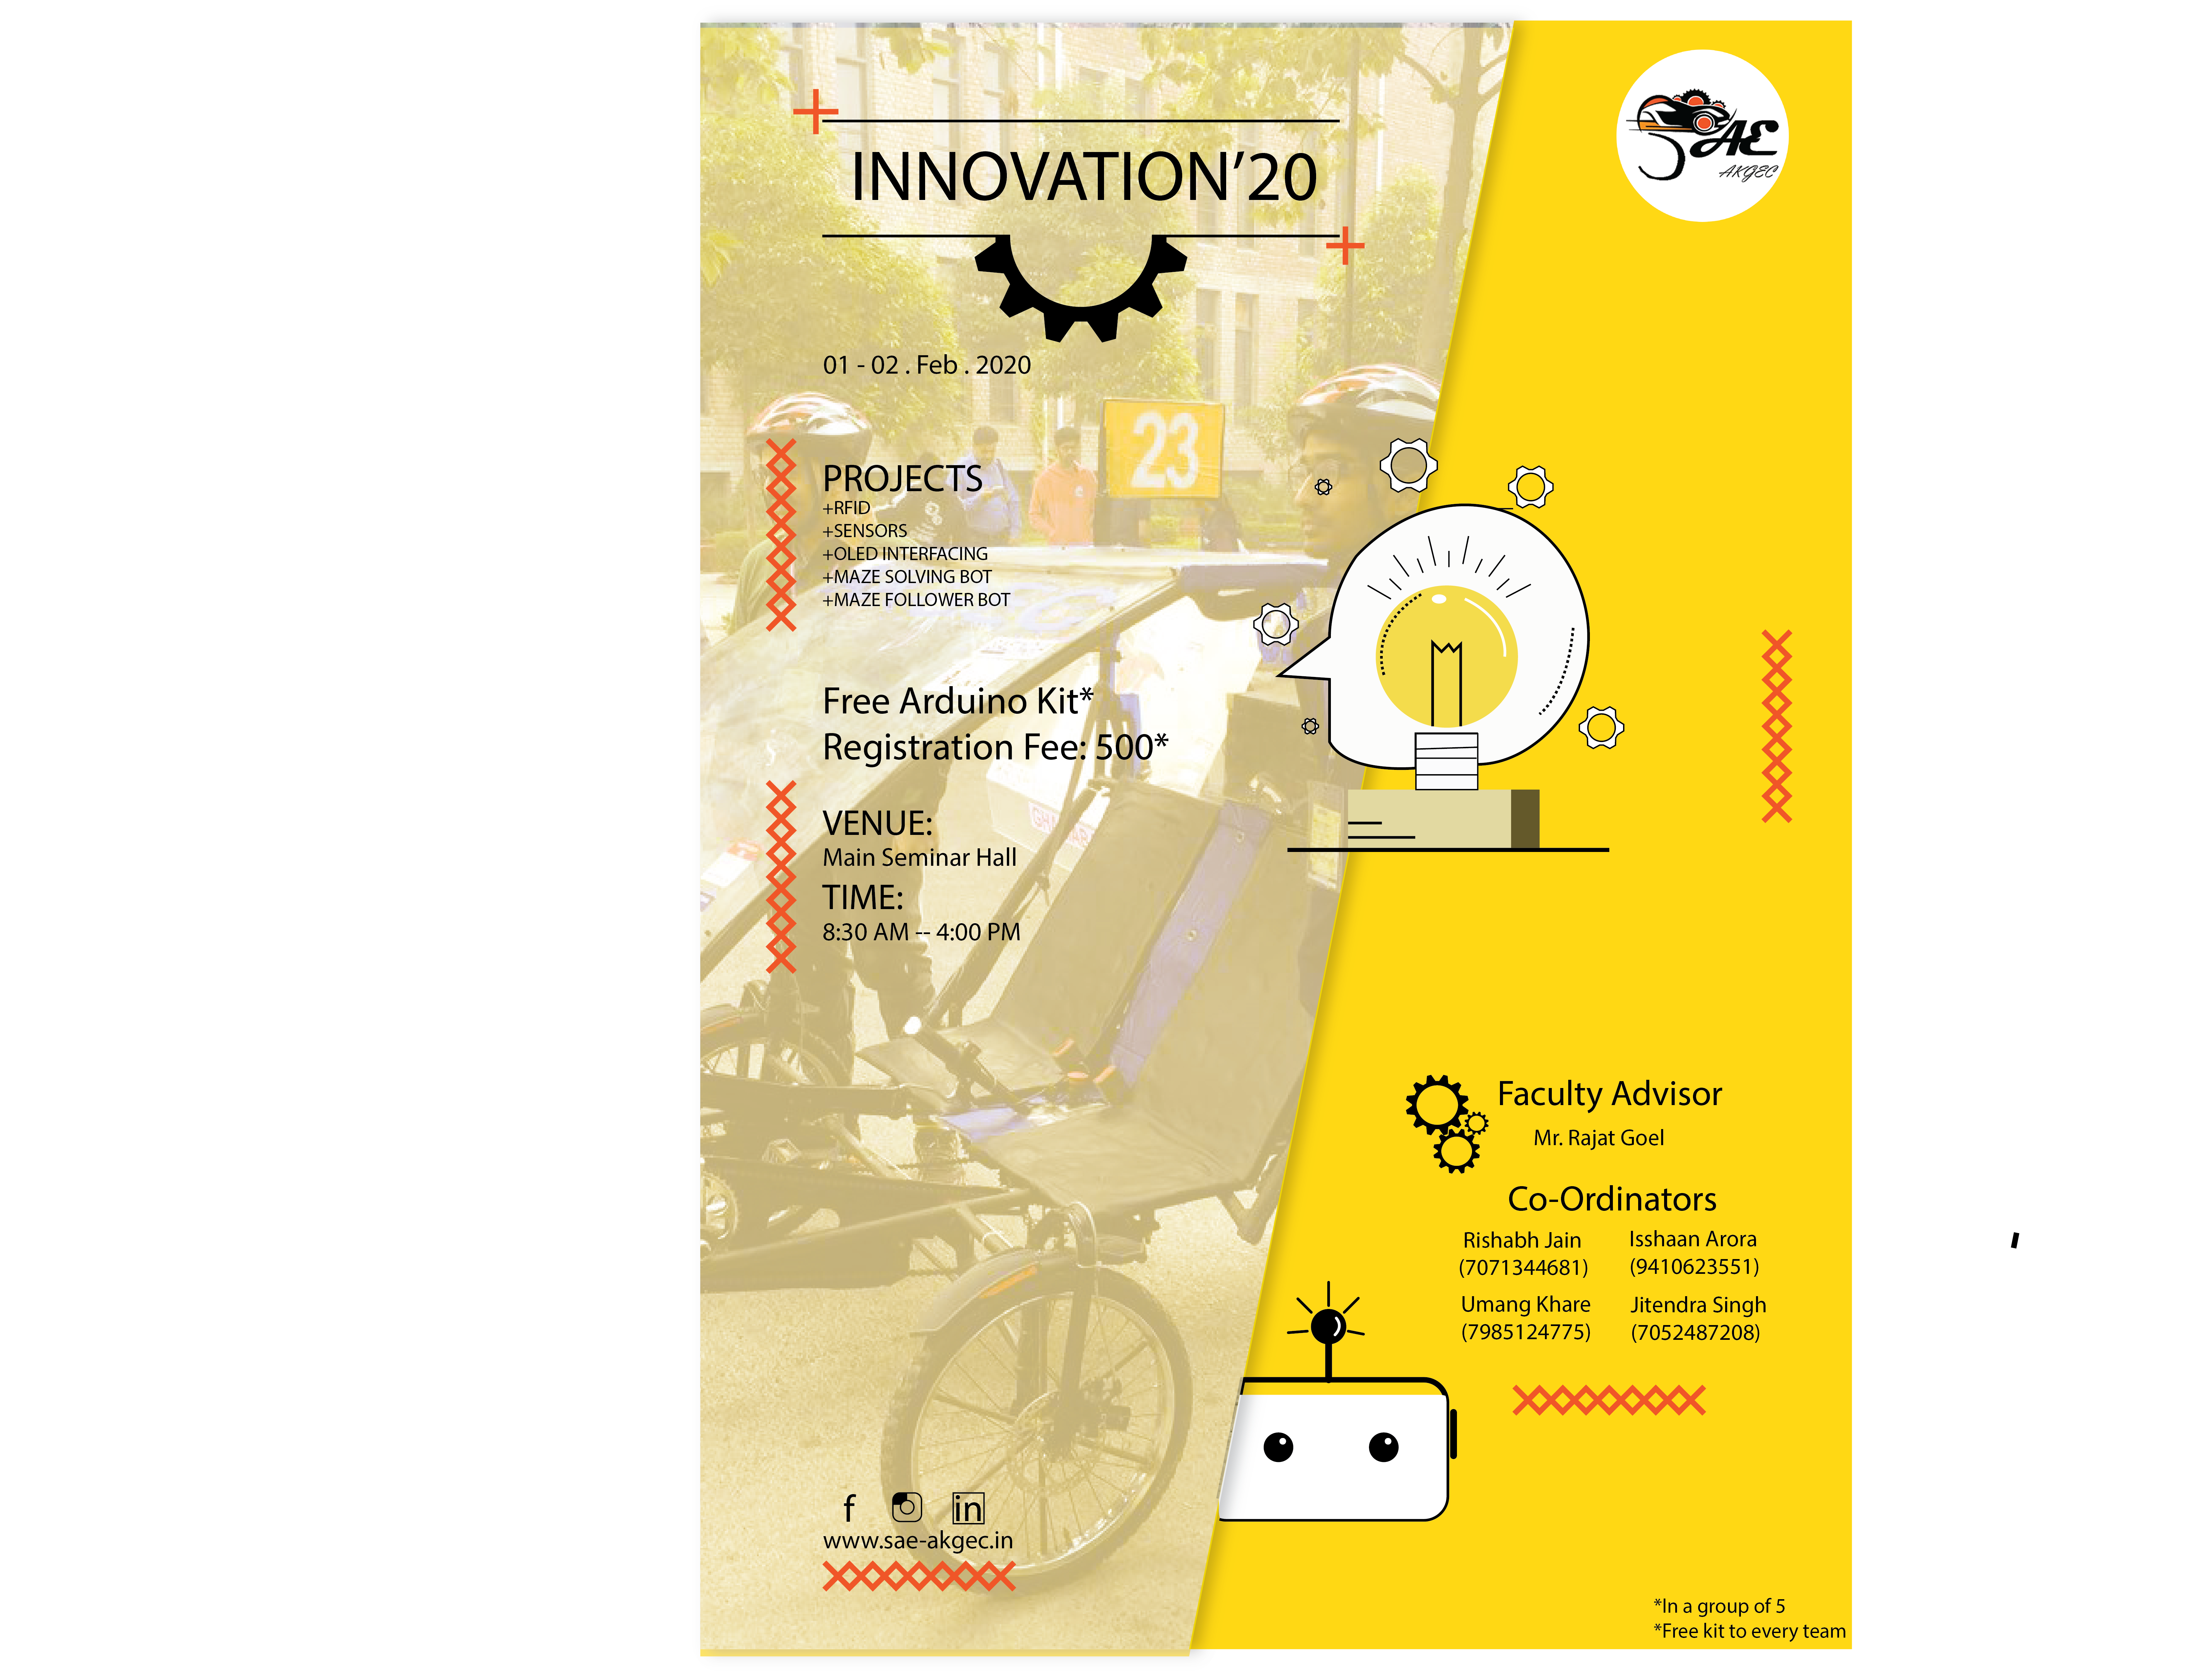 INNOVATION’20
01 - 02 . Feb . 2020
23
PROJECTS
+RFID
+SENSORS
+OLED INTERFACING
+MAZE SOLVING BOT
+MAZE FOLLOWER BOT
Free Arduino Kit*
Registration Fee: 500*
VENUE:
Main Seminar Hall
TIME:
8:30 AM -- 4:00 PM
f in
www.sae-akgec.in
SAE
AKGEC
Faculty Advisor
Mr. Rajat Goel
Co-Ordinators
Rishabh Jain Isshaan Arora
(7071344681) (9410623551)
Umang Khare Jitendra Singh
(7985124775) (7052487208)
*In a group of 5
*Free kit to every team